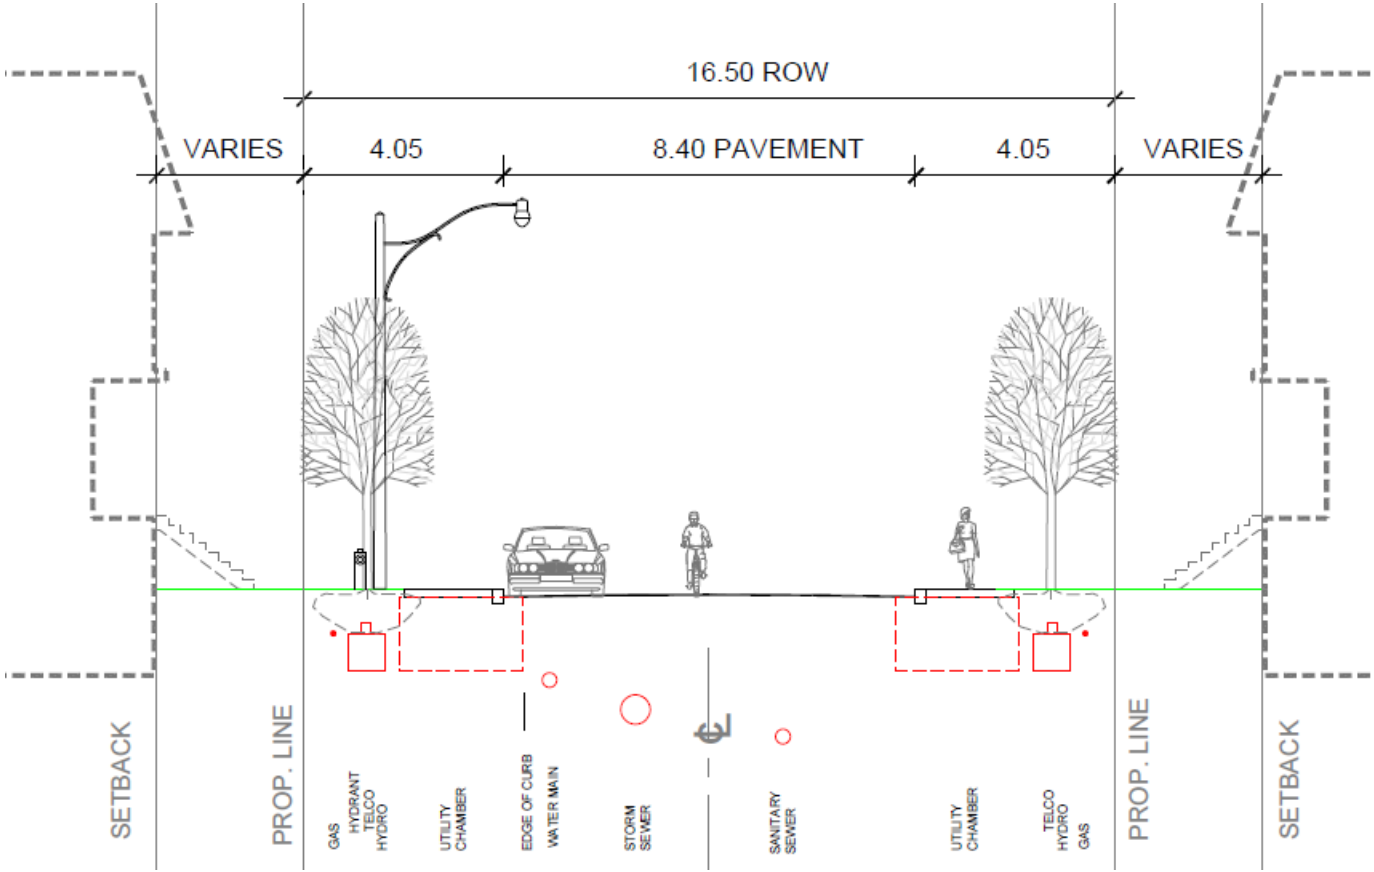 16.50 ROW
VARIES
4.05
8.40 PAVEMENT
4.05
VARIES
SETBACK
PROP. LINE
GAS
HYDRANT
TELCO
HYDRO
UTILITY
CHAMBER
EDGE OF CURB
WATER MAIN
STORM
SEWER
CL
SANITARY
SEWER
UTILITY
CHAMBER
TELCO
HYDRO
GAS
PROP. LINE
SETBACK